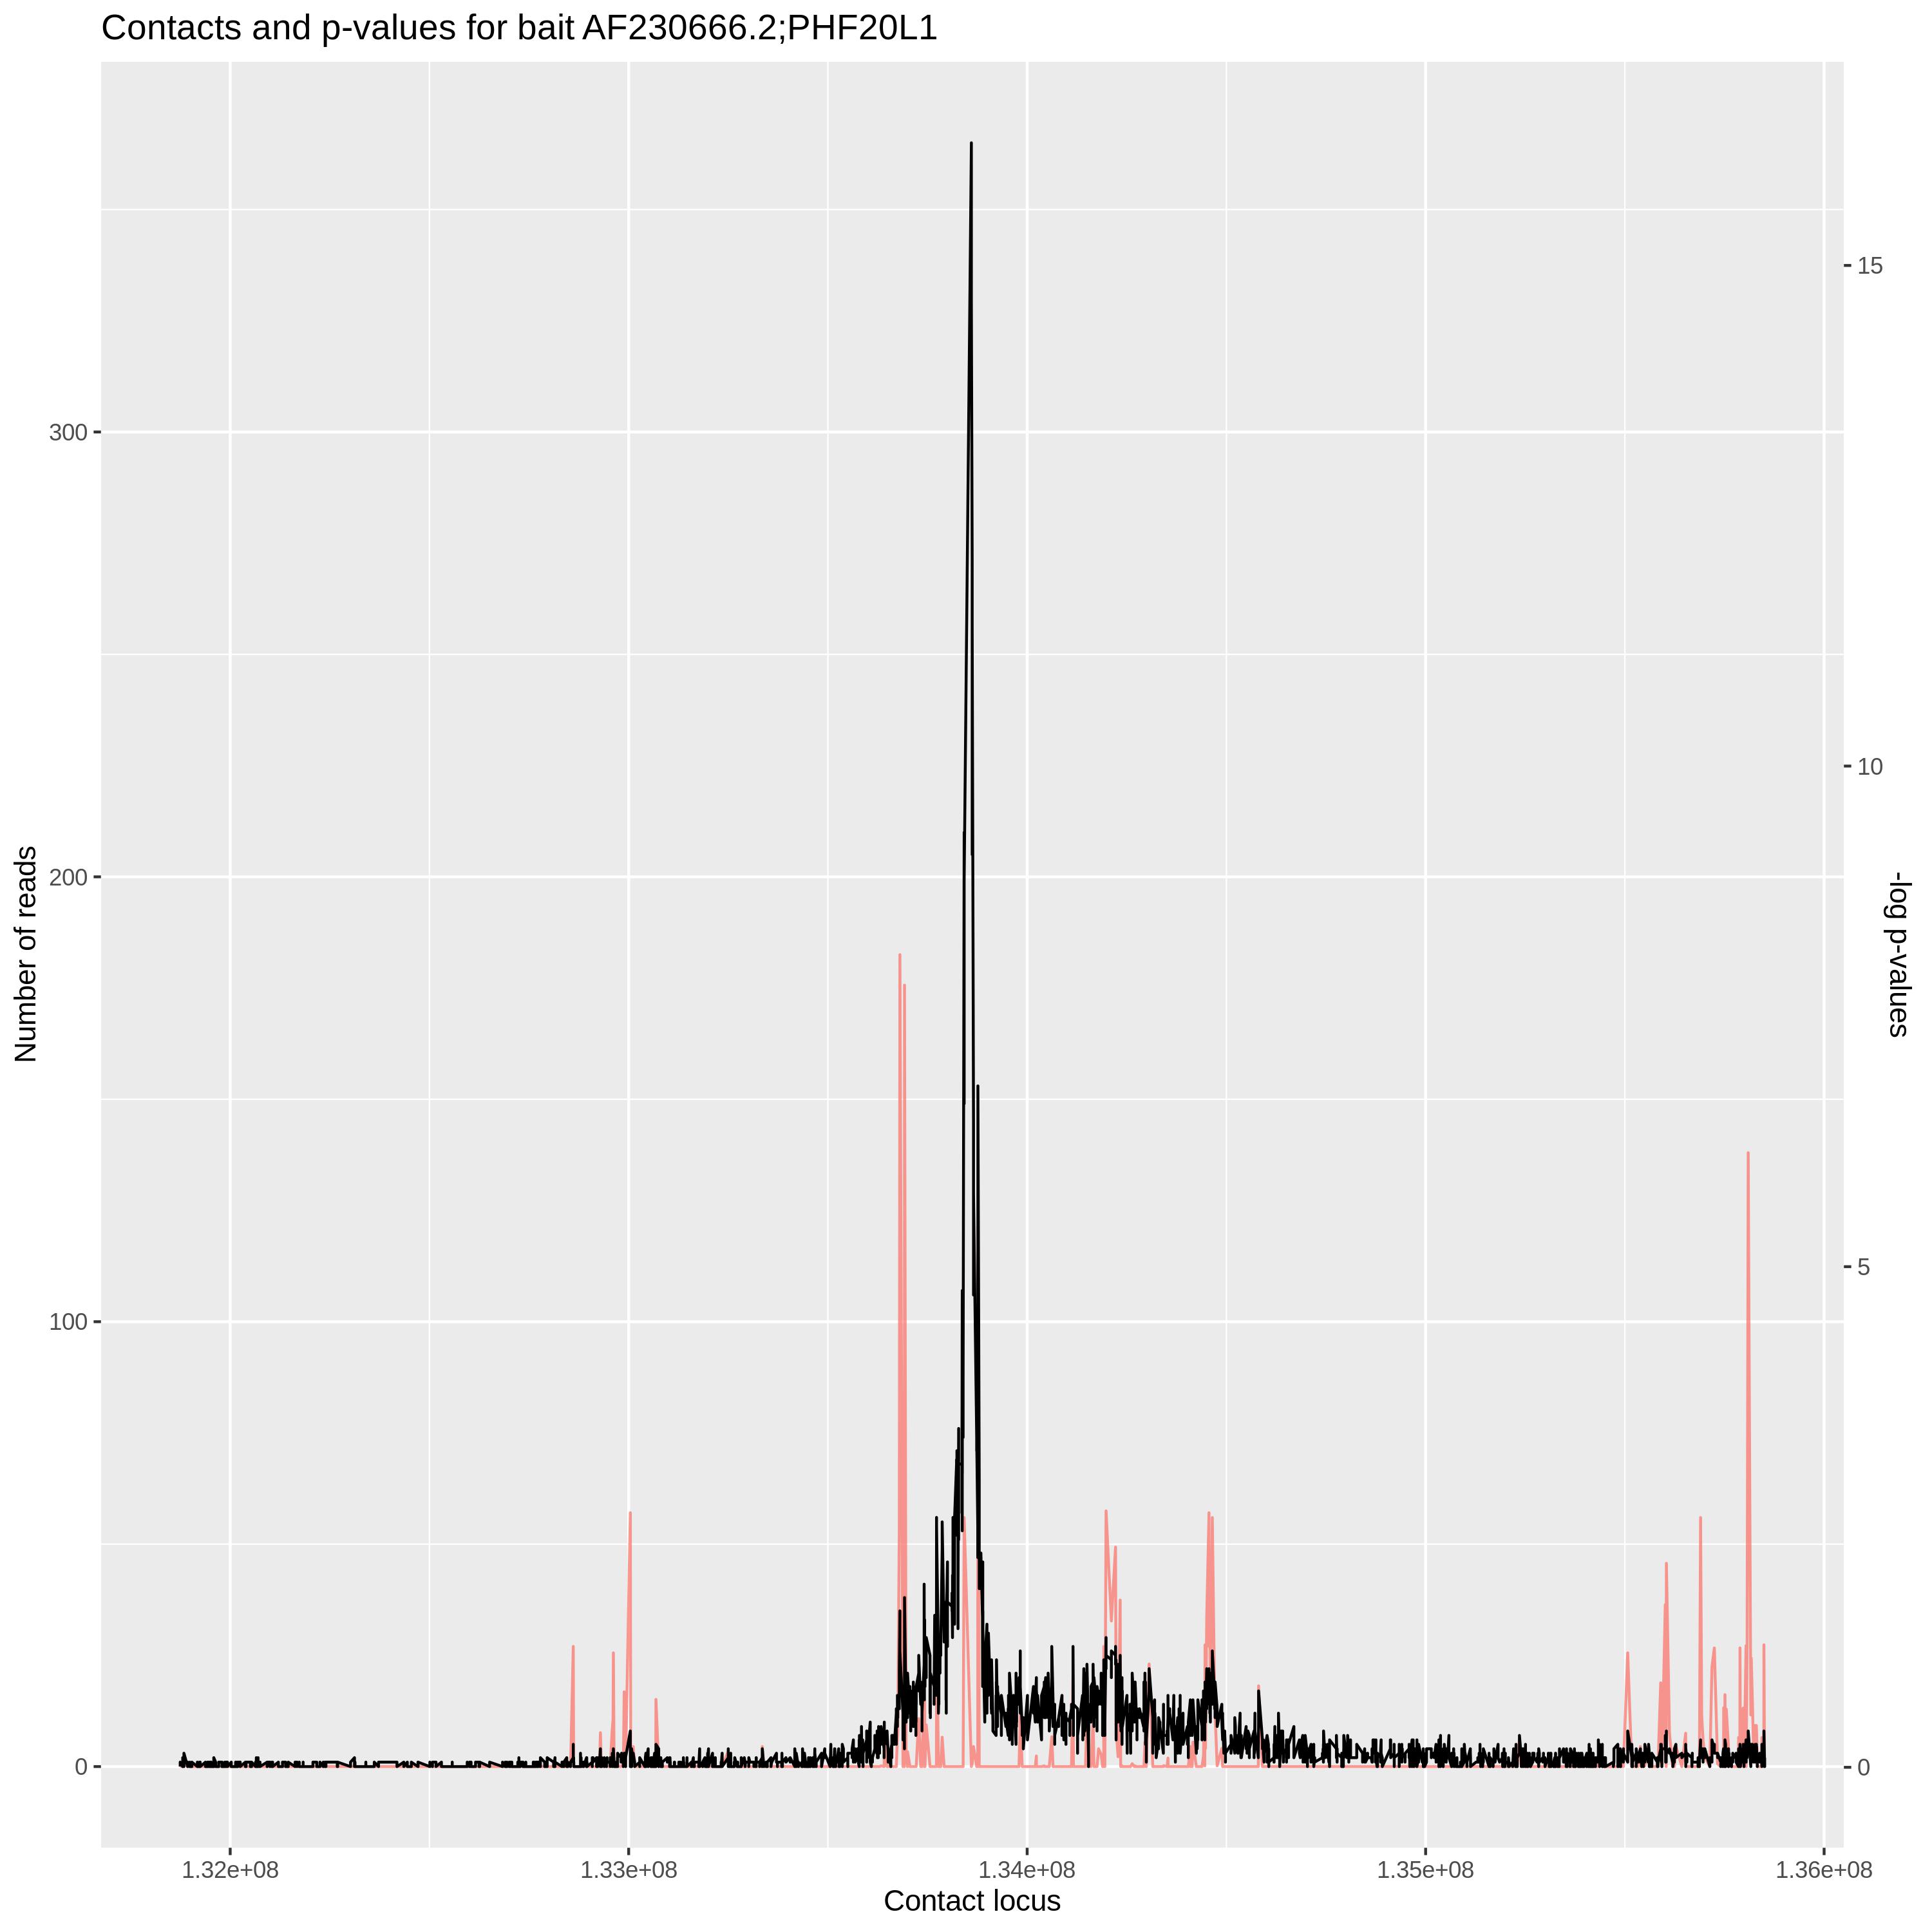 Contacts and p-values for bait AF230666.2;PHF20L1
300
200
100
0
Number of reads
15
10
5
0
-log p-values
1.32e+08
1.33e+08
1.34e+08
1.35e+08
1.36e+08
Contact locus